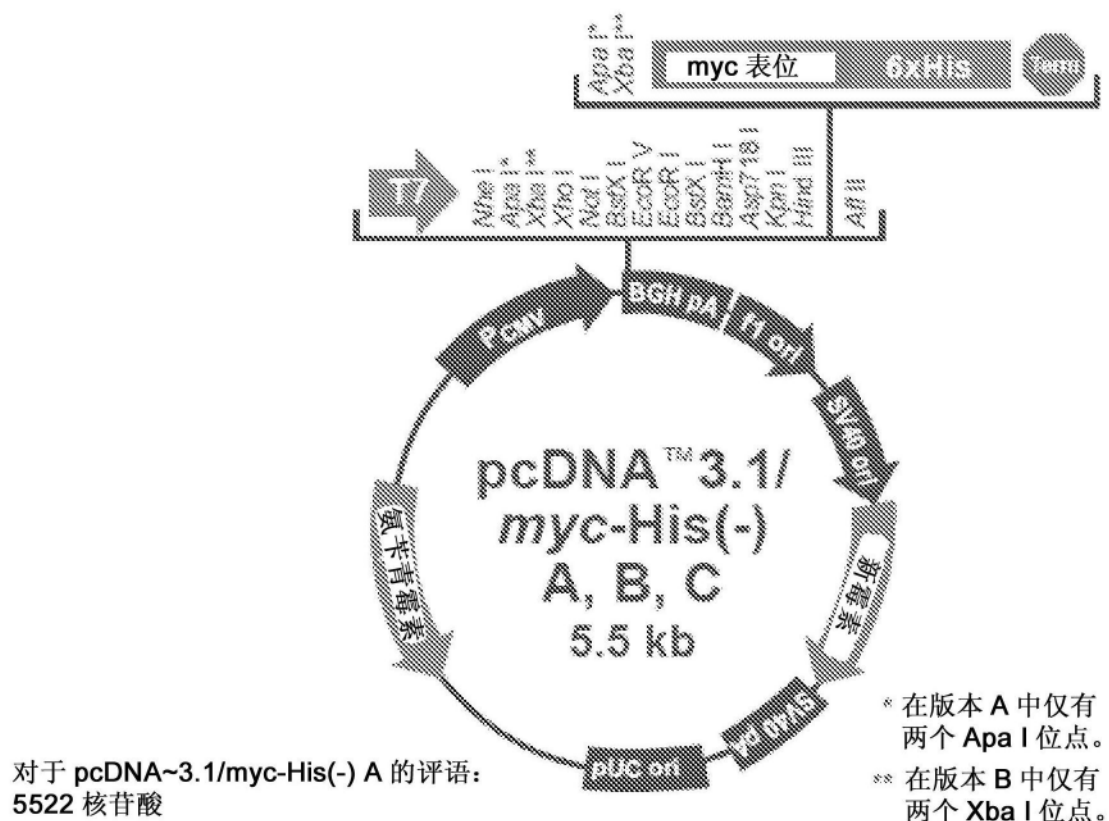 Apa I*
Xba I**
myc 表位
6xHis
Term
T7
Nhe I
Apa I*
Xba I**
Xho I
Not I
BstX I
EcoR V
EcoR I
BstX I
BamH I
Asp718 I
Kpn I
Hind III
Afl II
PCMV
BGH pA
f1 ori
SV40 ori
新霉素
SV40 pA
pUC ori
氨苄青霉素
pcDNA™3.1/
myc-His(-)
A, B, C
5.5 kb
* 在版本 A 中仅有
两个 Apa I 位点。
** 在版本 B 中仅有
两个 Xba I 位点。
对于 pcDNA~3.1/myc-His(-) A 的评语：
5522 核苷酸